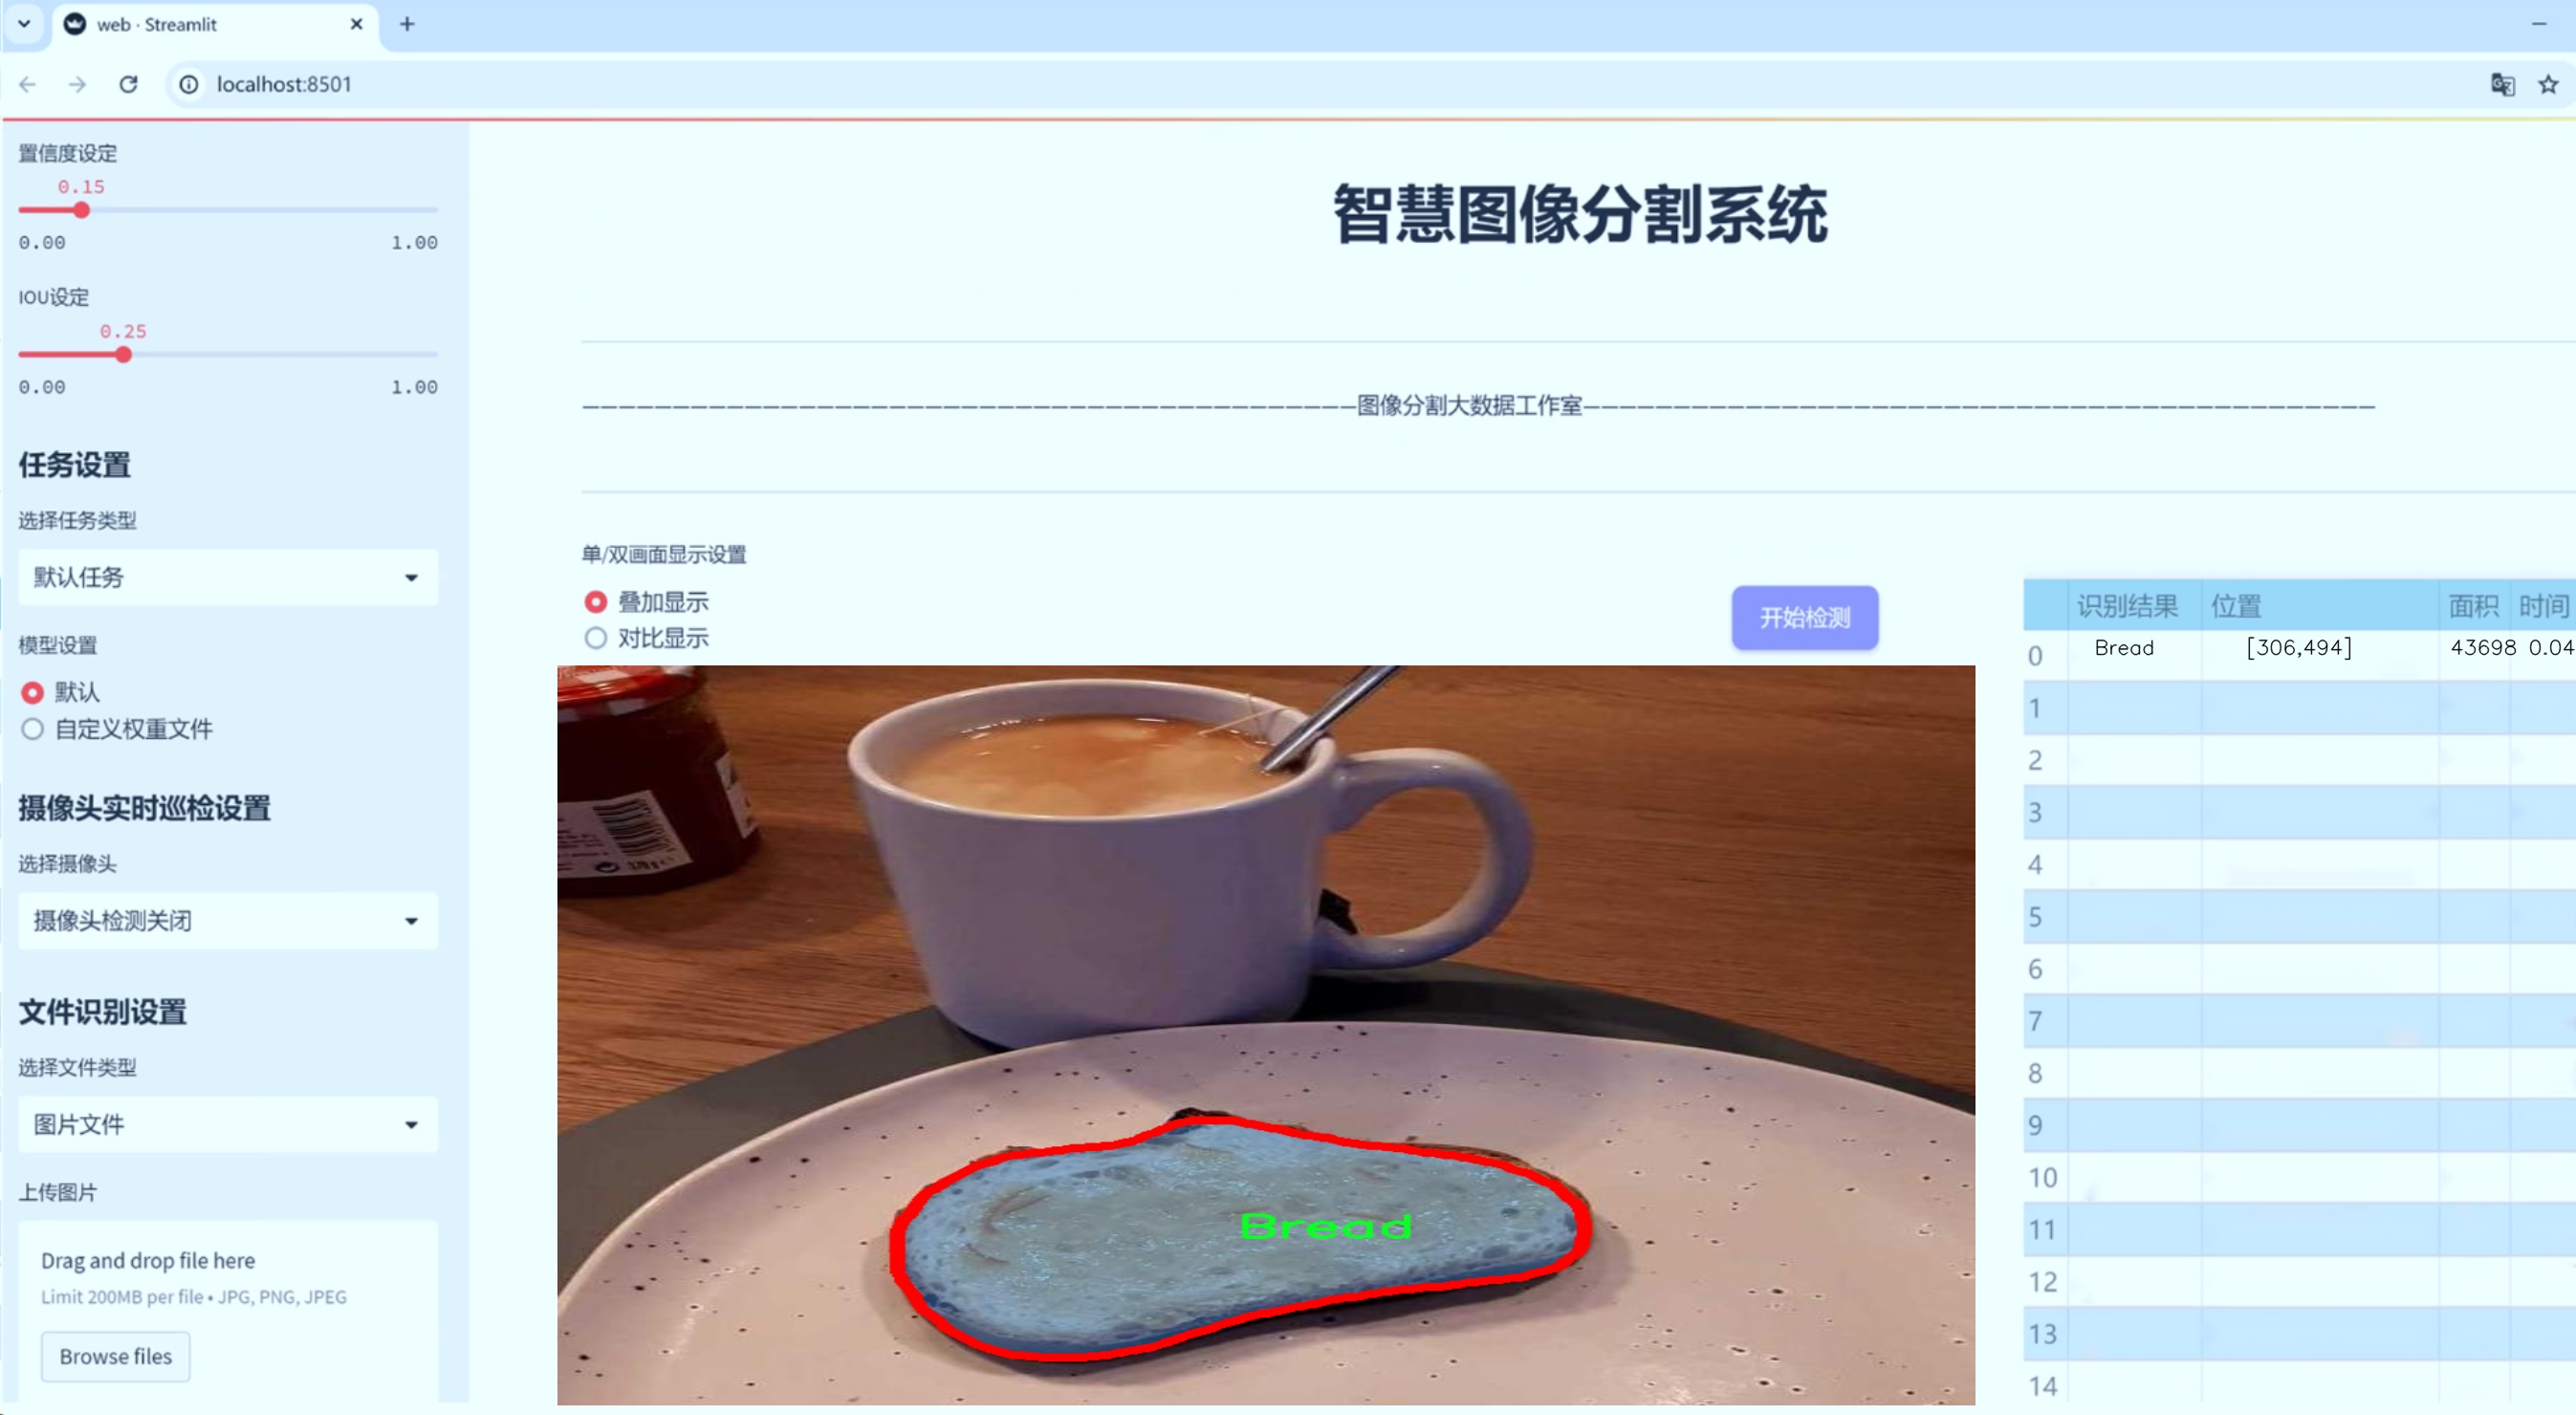 web · Streamlit
localhost:8501
置信度设定
0.15
0.00 1.00
IOU设定
0.25
0.00 1.00
任务设置
选择任务类型
默认任务
模型设置
默认
自定义权重文件
摄像头实时巡检设置
选择摄像头
摄像头检测关闭
文件识别设置
选择文件类型
图片文件
上传图片
Drag and drop file here
Limit 200MB per file • JPG, PNG, JPEG
Browse files
智慧图像分割系统
图像分割大数据工作室
单/双画面显示设置
叠加显示
对比显示
开始检测
Bread
识别结果 位置 面积 时间
0 Bread [306,494] 43698 0.04
1
2
3
4
5
6
7
8
9
10
11
12
13
14